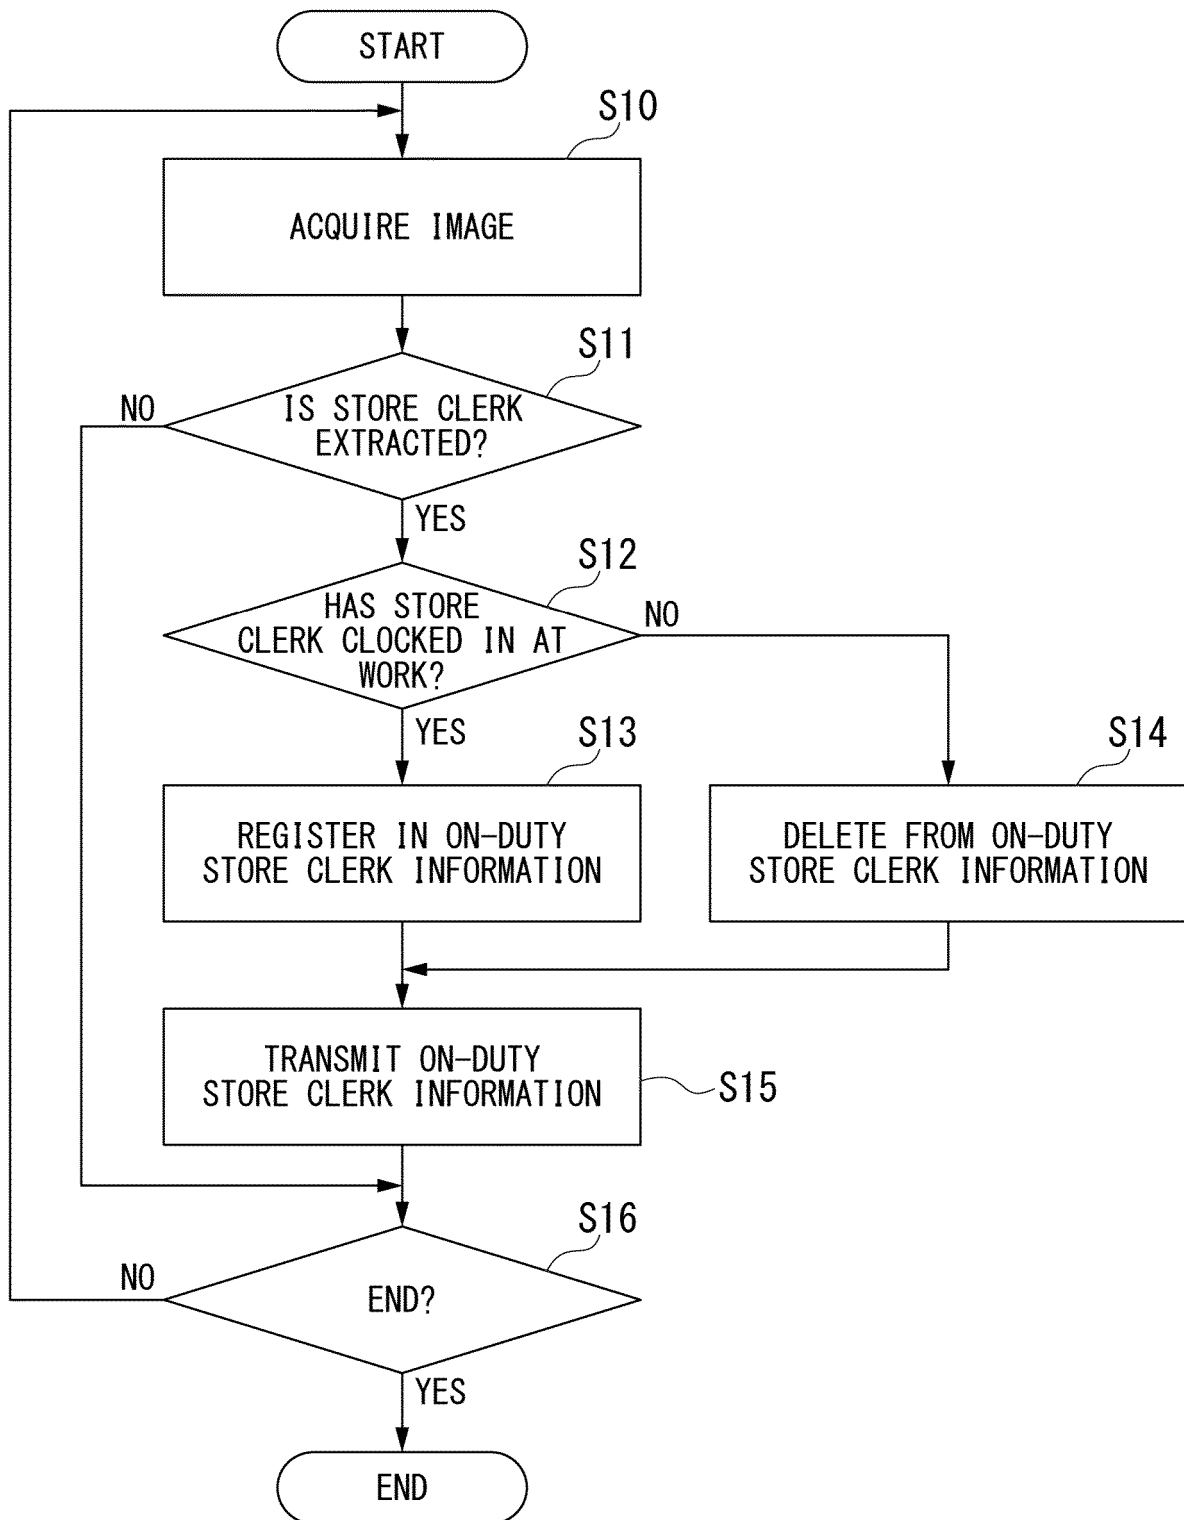 START
S10
ACQUIRE IMAGE
S11
NO
IS STORE CLERK
EXTRACTED?
YES
S12
HAS STORE
CLERK CLOCKED IN AT
WORK?
NO
YES
S13
S14
REGISTER IN ON-DUTY
STORE CLERK INFORMATION
DELETE FROM ON-DUTY
STORE CLERK INFORMATION
TRANSMIT ON-DUTY
STORE CLERK INFORMATION
S15
S16
NO
END?
YES
END